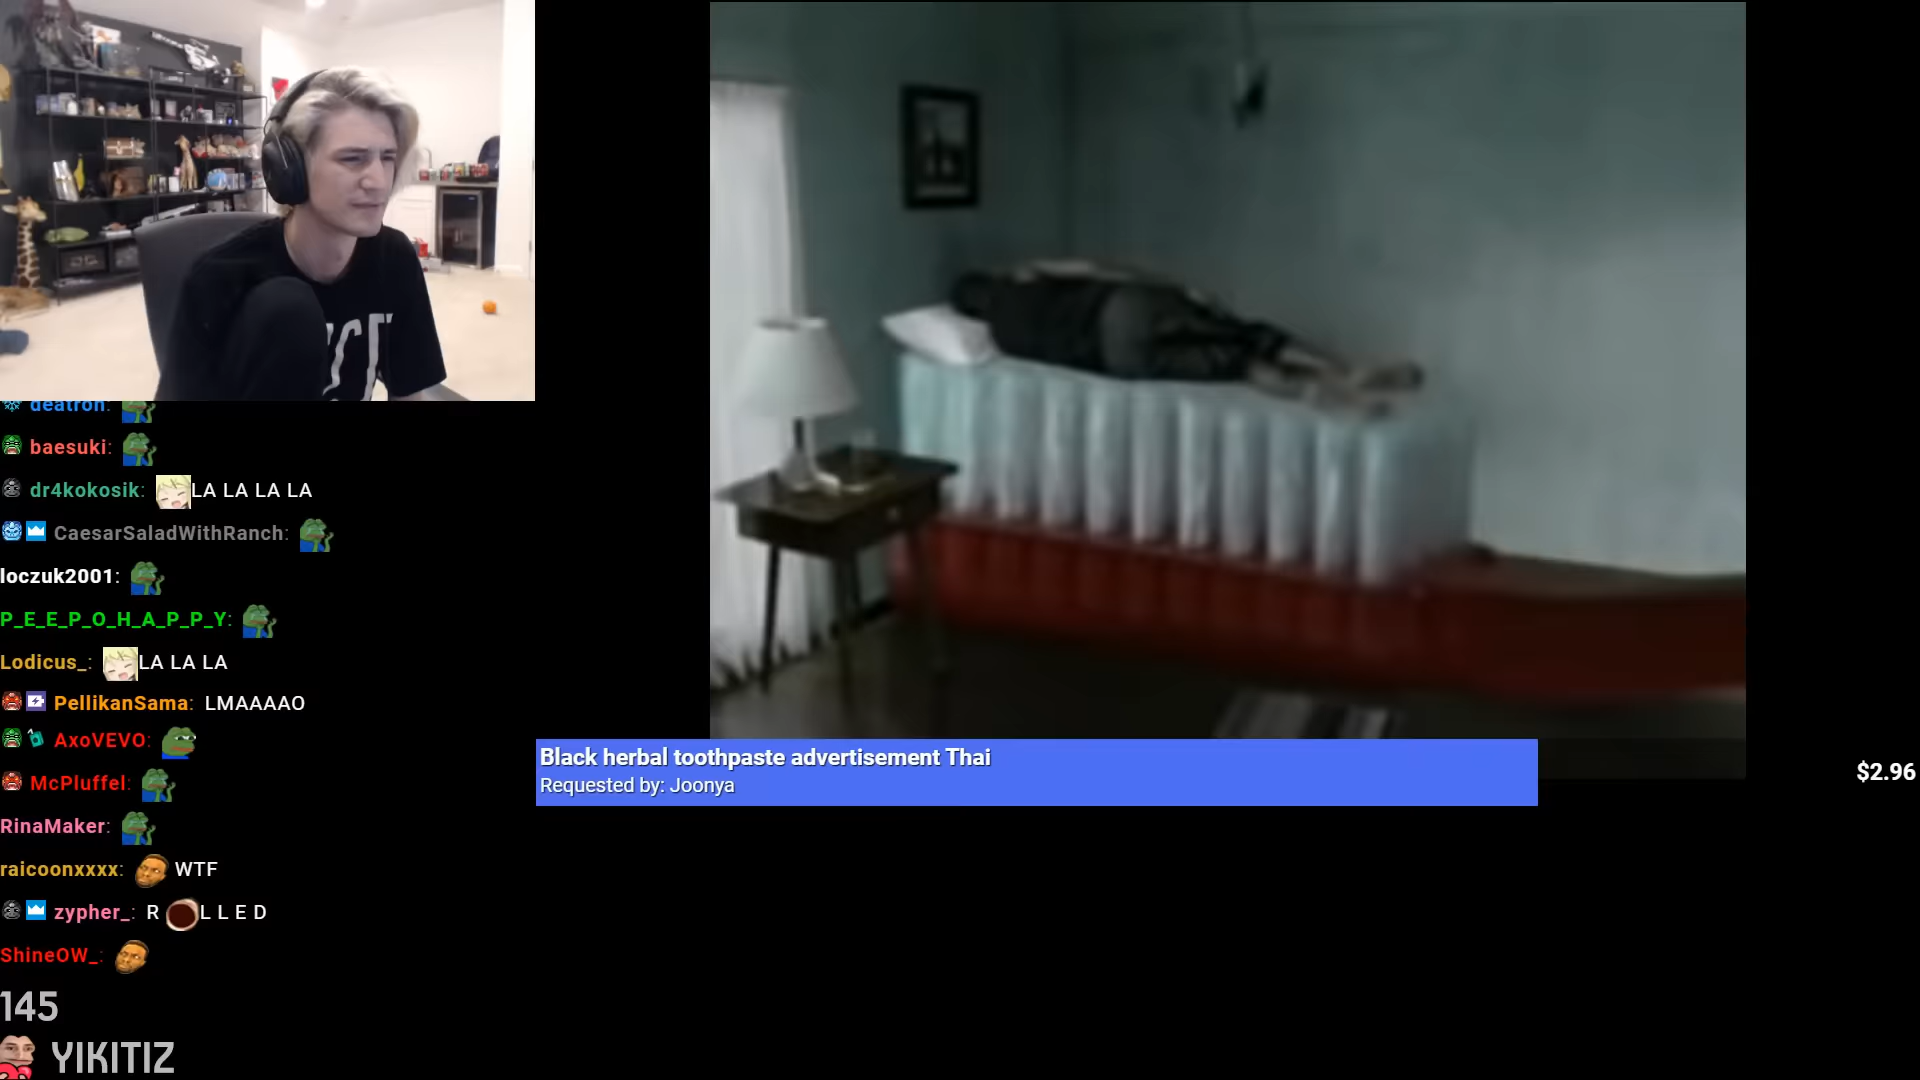 deatron:
baesuki:
dr4kokosik: LA LA LA LA
CaesarSaladWithRanch:
loczuk2001:
P_E_E_P_O_H_A_P_P_Y:
Lodicus_: LA LA LA
PellikanSama: LMAAAAO
AxoVEVO:
McPluffel:
RinaMaker:
raicoonxxxx: WTF
zypher_: R L L E D
ShineOW_:
145
YIKITIZ
Black herbal toothpaste advertisement Thai
Requested by: Joonya
$2.96